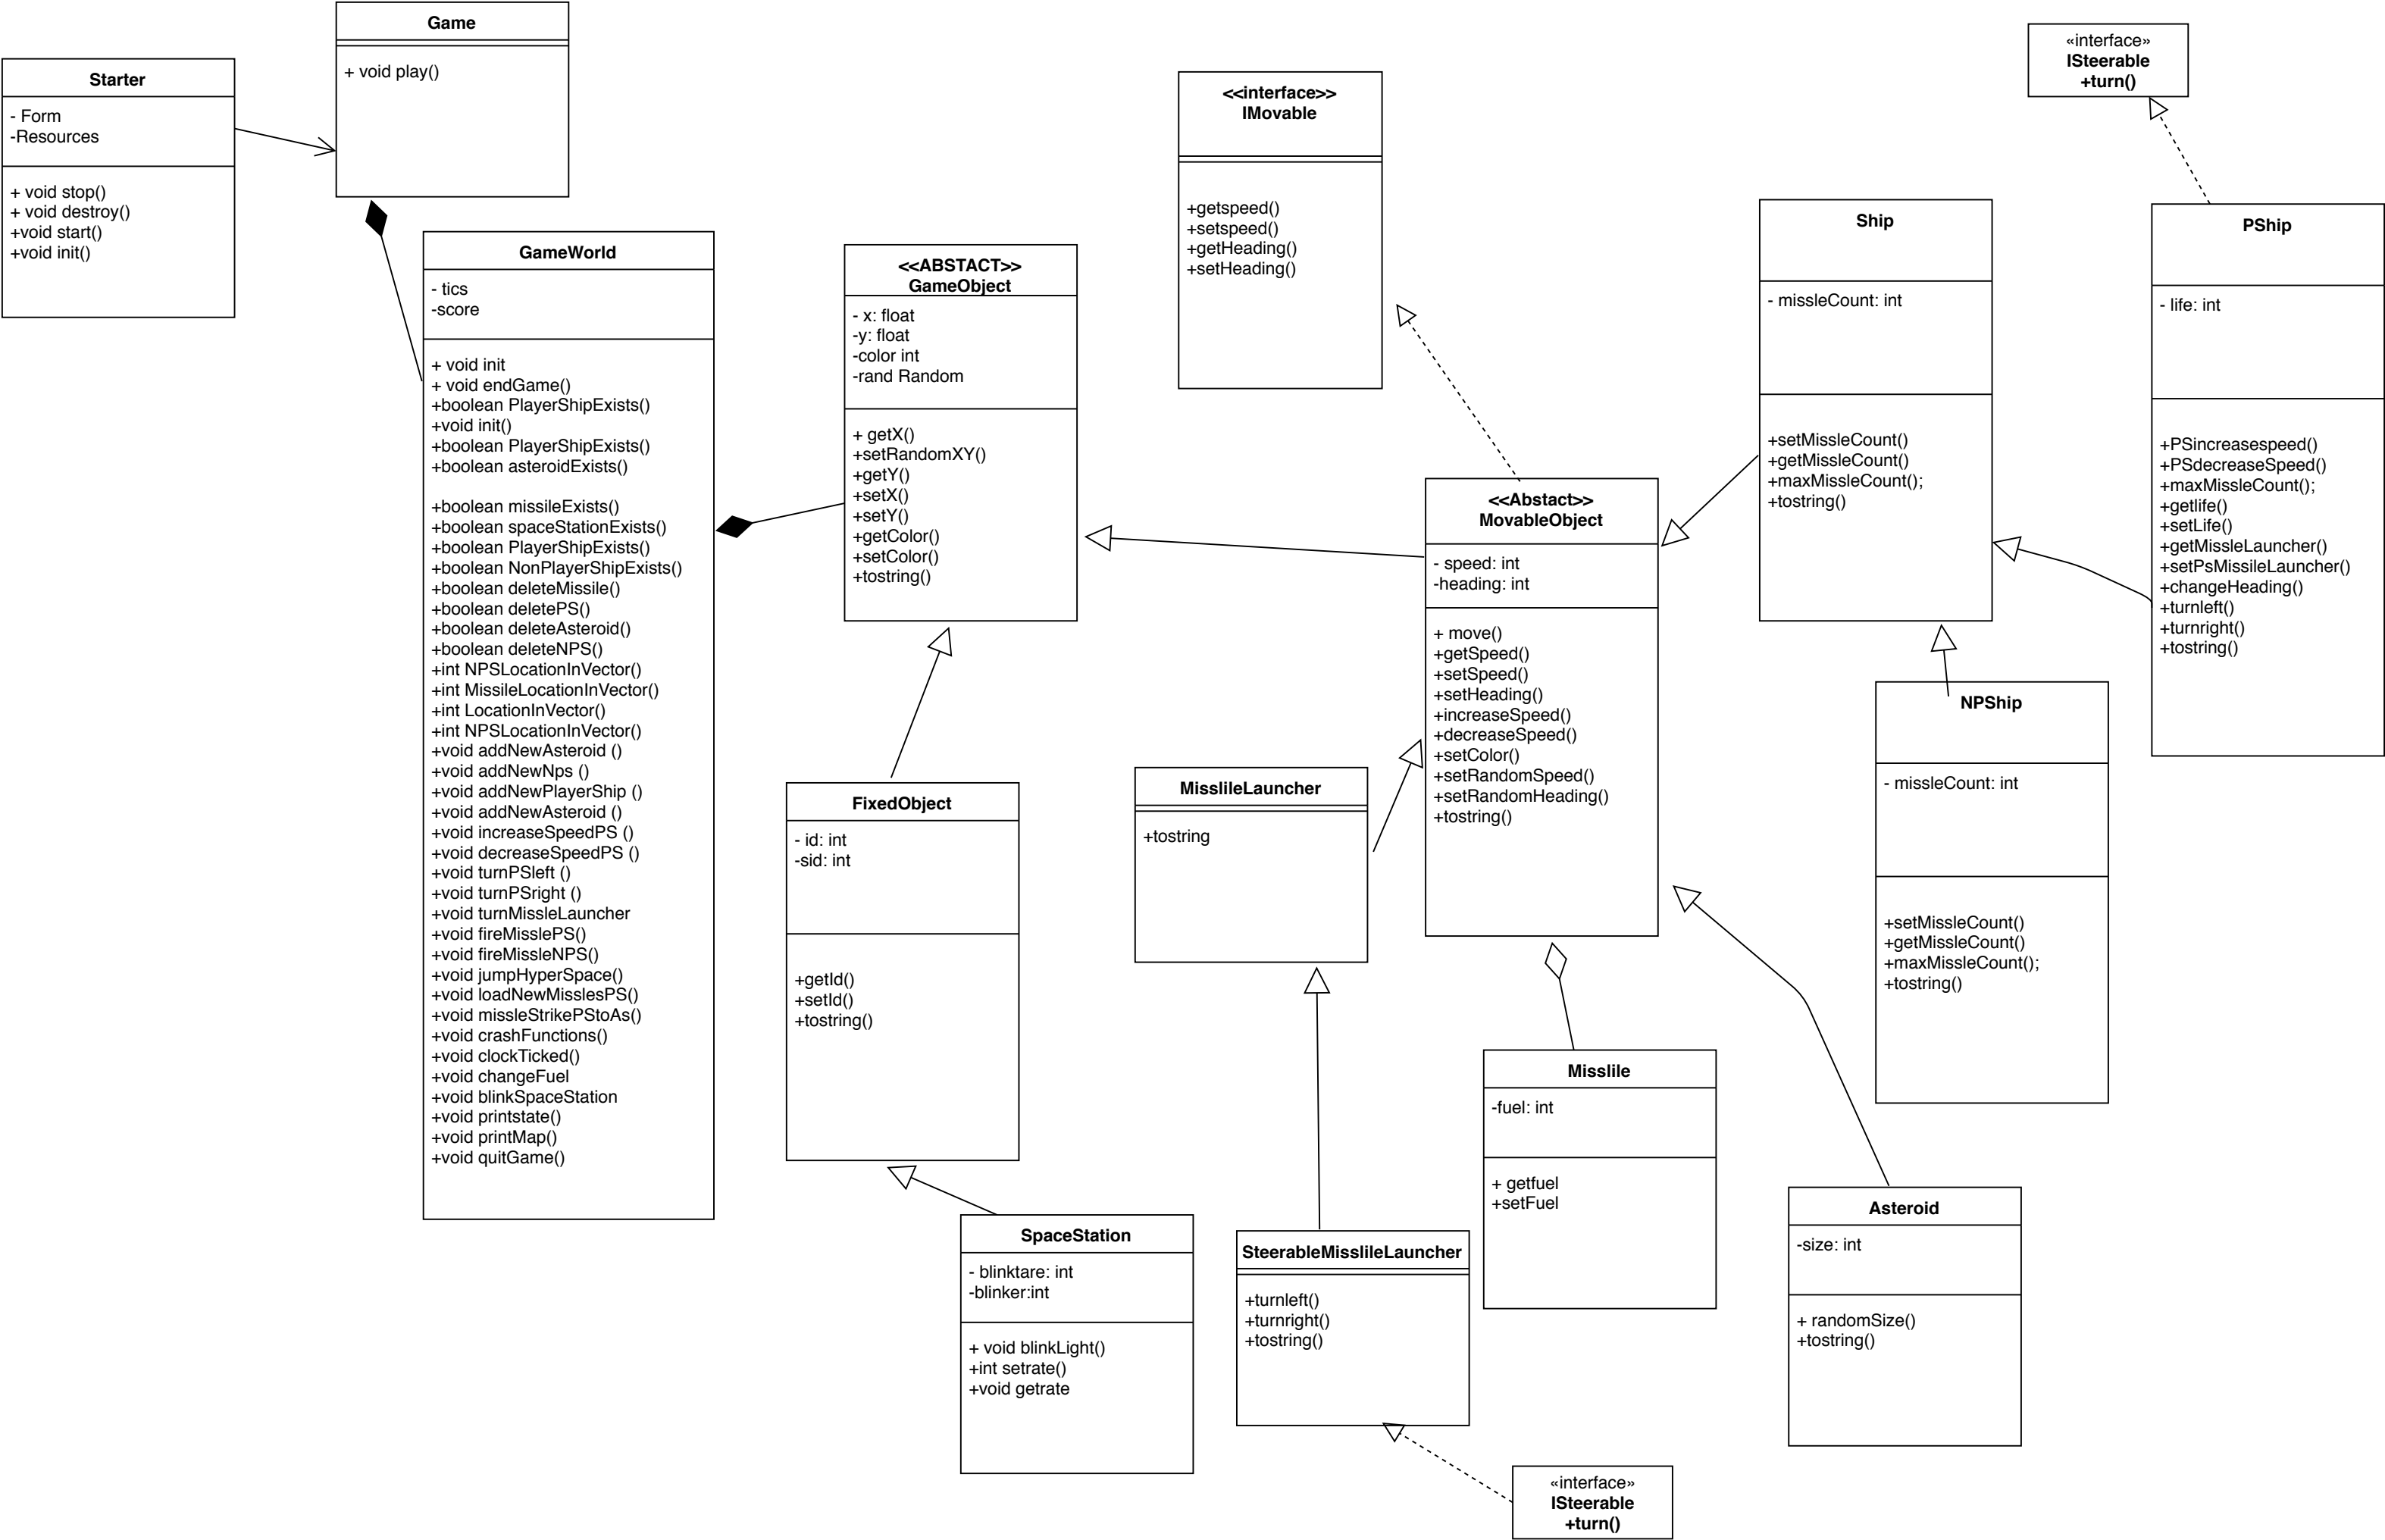 Game
+ void play()
Starter
- Form
-Resources
+ void stop()
+ void destroy()
+void start()
+void init()
GameWorld
- tics
-score
+ void init
+ void endGame()
+boolean PlayerShipExists()
+void init()
+boolean PlayerShipExists()
+boolean asteroidExists()
+boolean missileExists()
+boolean spaceStationExists()
+boolean PlayerShipExists()
+boolean NonPlayerShipExists()
+boolean deleteMissile()
+boolean deletePS()
+boolean deleteAsteroid()
+boolean deleteNPS()
+int NPSLocationInVector()
+int MissileLocationInVector()
+int LocationInVector()
+int NPSLocationInVector()
+void addNewAsteroid ()
+void addNewNps ()
+void addNewPlayerShip ()
+void addNewAsteroid ()
+void increaseSpeedPS ()
+void decreaseSpeedPS ()
+void turnPSleft ()
+void turnPSright ()
+void turnMissleLauncher
+void fireMisslePS()
+void fireMissleNPS()
+void jumpHyperSpace()
+void loadNewMisslesPS()
+void missleStrikePStoAs()
+void crashFunctions()
+void clockTicked()
+void changeFuel
+void blinkSpaceStation
+void printstate()
+void printMap()
+void quitGame()
<<ABSTACT>>
GameObject
- x: float
-y: float
-color int
-rand Random
+ getX()
+setRandomXY()
+getY()
+setX()
+setY()
+getColor()
+setColor()
+tostring()
FixedObject
- id: int
-sid: int
+getId()
+setId()
+tostring()
SpaceStation
- blinktare: int
-blinker:int
+ void blinkLight()
+int setrate()
+void getrate
<<interface>>
IMovable
+getspeed()
+setspeed()
+getHeading()
+setHeading()
<<Abstact>>
MovableObject
- speed: int
-heading: int
+ move()
+getSpeed()
+setSpeed()
+setHeading()
+increaseSpeed()
+decreaseSpeed()
+setColor()
+setRandomSpeed()
+setRandomHeading()
+tostring()
MisslileLauncher
+tostring
SteerableMisslileLauncher
+turnleft()
+turnright()
+tostring()
«interface»
ISteerable
+turn()
Misslile
-fuel: int
+ getfuel
+setFuel
Asteroid
-size: int
+ randomSize()
+tostring()
Ship
- missleCount: int
+setMissleCount()
+getMissleCount()
+maxMissleCount();
+tostring()
NPShip
- missleCount: int
+setMissleCount()
+getMissleCount()
+maxMissleCount();
+tostring()
«interface»
ISteerable
+turn()
PShip
- life: int
+PSincreasespeed()
+PSdecreaseSpeed()
+maxMissleCount();
+getlife()
+setLife()
+getMissleLauncher()
+setPsMissileLauncher()
+changeHeading()
+turnleft()
+turnright()
+tostring()